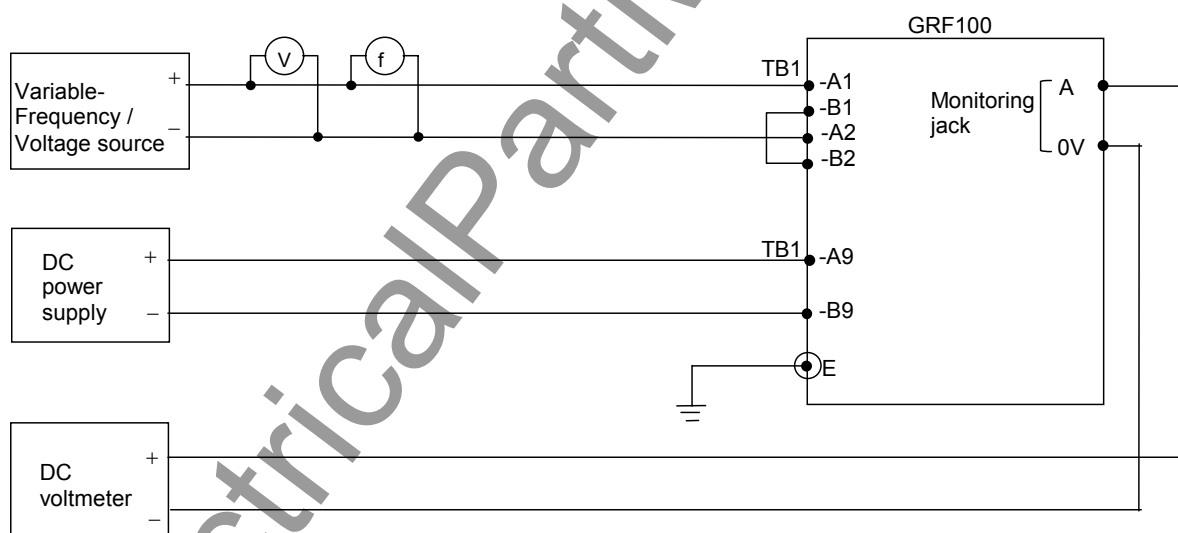 GRF100
Variable-
Frequency /
Voltage source
+
−
V
f
TB1
-A1
-B1
-A2
-B2
Monitoring
jack
A
0V
DC
power
supply
+
−
TB1
-A9
-B9
E
DC
voltmeter
+
−